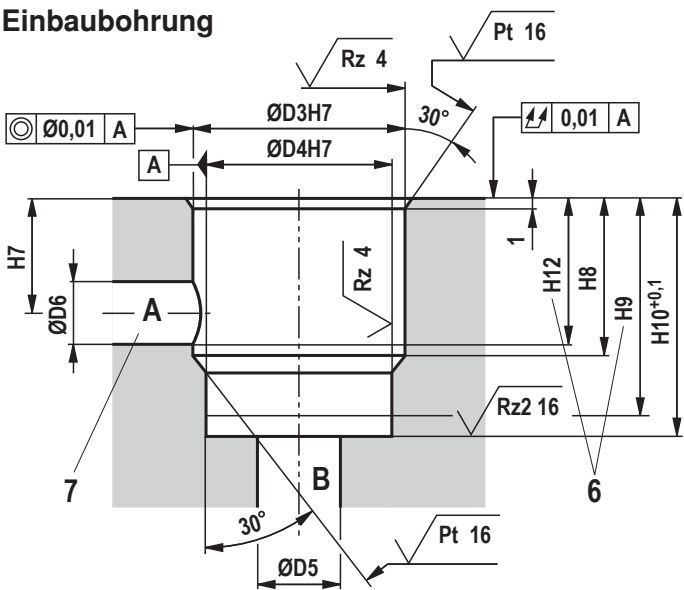 Einbaubohrung
Pt 16
Rz 4
Ø0,01 A
ØD3H7
30°
0,01 A
A
ØD4H7
H7
ØD6
A
Rz 4
1
H12
H8
H9
H10+0,1
Rz2 16
7
B
6
30°
Pt 16
ØD5